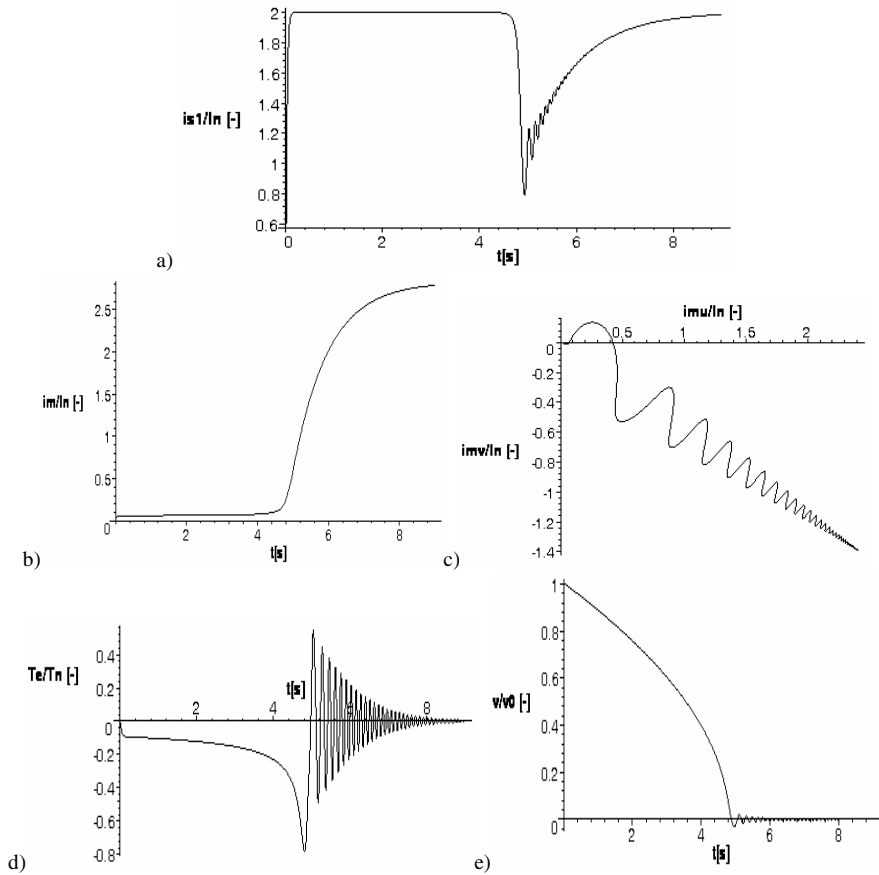 2
1.8
1.6
1.4
is1/In [-]
1.2
1
0.8
0.6
0 2 4 6 8
t[s]
a)
2.5
2
im/In [-]
1.5
1
0.5
0 2 4 6 8
t[s]
b)
imu/In [-]
0.5 1 1.5 2
0
-0.2
-0.4
-0.6
imv/In [-]
-0.8
-1
-1.2
-1.4
c)
0.4
Te/Tn [-]
0.2
t[s]
2 4 6 8
0
-0.2
-0.4
-0.6
-0.8
d)
1
0.8
0.6
v/v0 [-]
0.4
0.2
0
2 4 6 8
t[s]
e)